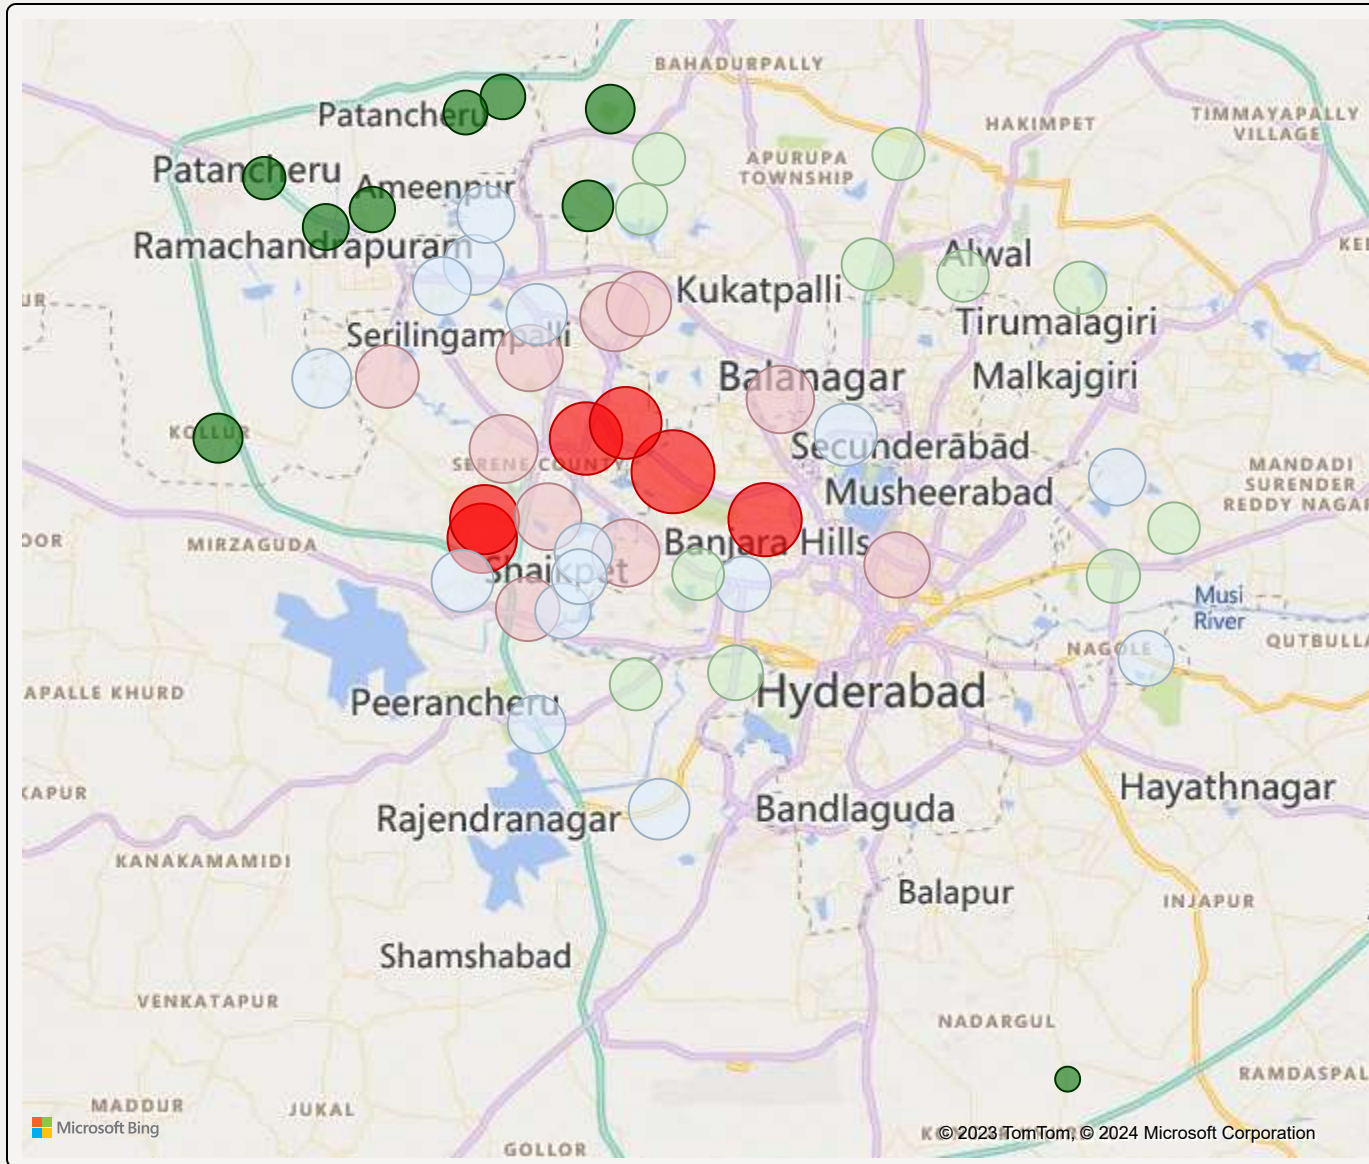 BAHADURPALLY
Patancheru
HAKIMPET
TIMMAYAPALLY
VILLAGE
APURUPA
TOWNSHIP
Patancheru
Ameenpur
Ramachandrapuram
Alwal
Kukatpalli
Tirumalagiri
Serilingampalli
Balanagar
Malkajgiri
KOLLUR
Secunderābād
SERENE COUNTY
MANDADI
SURENDER
REDDY NAGAR
Musheerabad
MIRZAGUDA
Banjara Hills
Shaikpet
Musi
River
NAGOLE
QUTBULLA
APALLE KHURD
Peerancheru
Hyderabad
KAPUR
Hayathnagar
Rajendranagar
Bandlaguda
KANAKAMAMIDI
Balapur
INJAPUR
Shamshabad
VENKATAPUR
NADARGUL
RAMDASPAL
MADDUR
JUKAL
Microsoft Bing
© 2023 TomTom, © 2024 Microsoft Corporation
GOLLOR